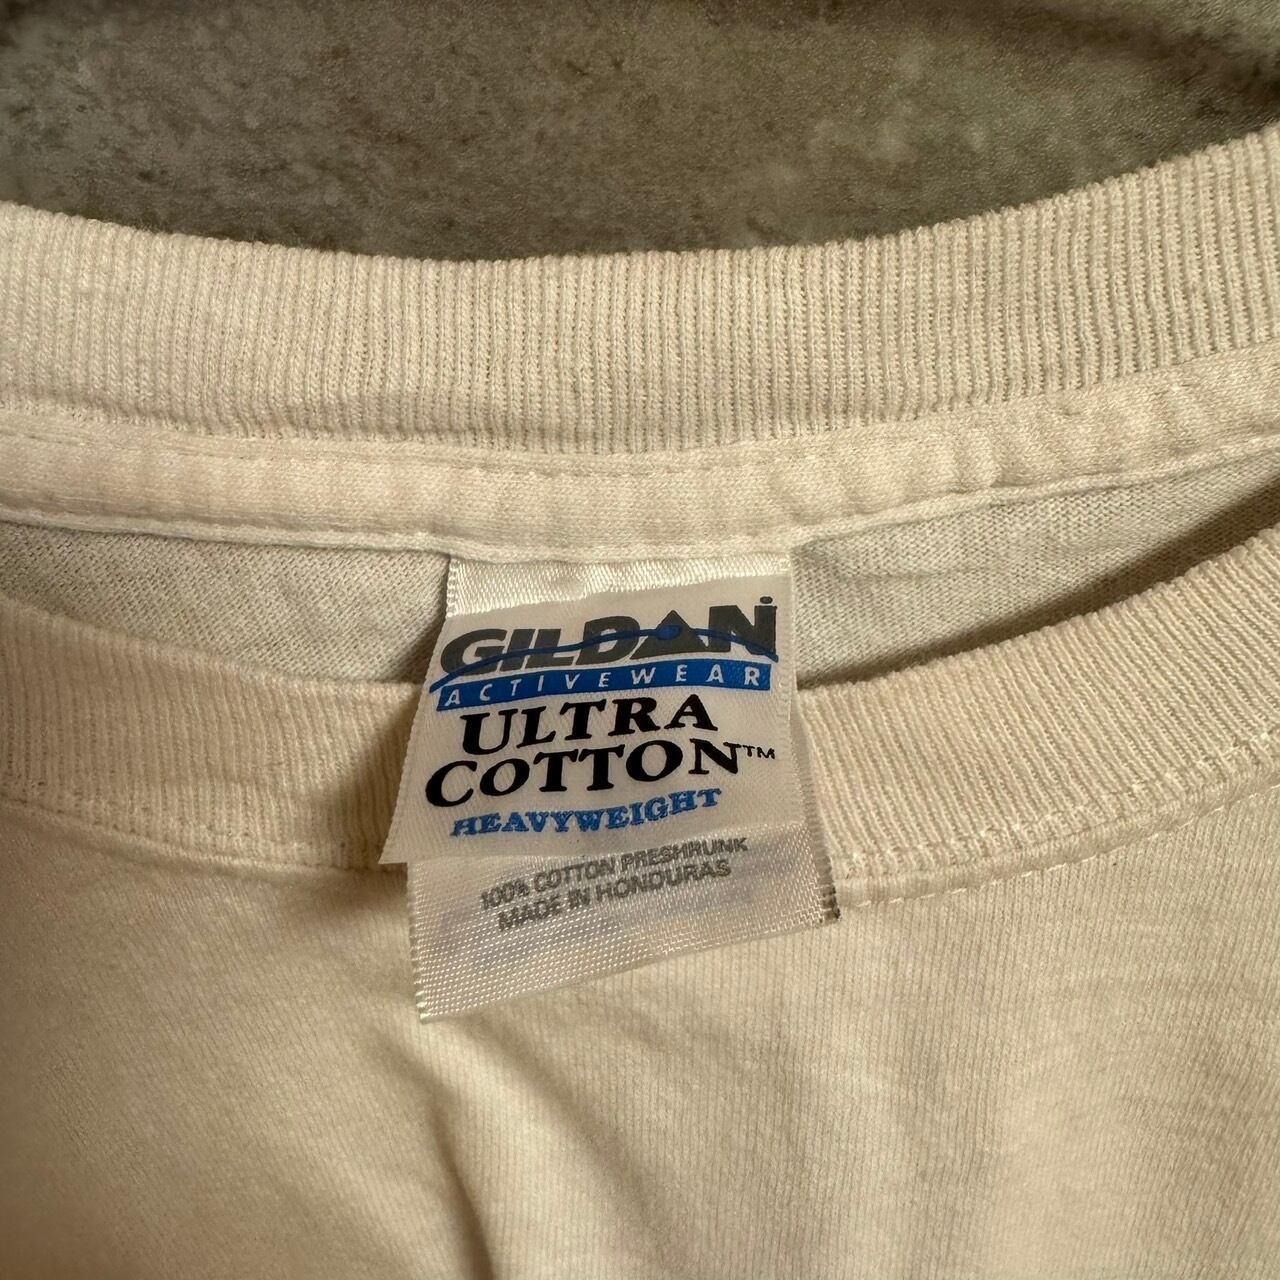 GILDAN
ACTIVEWEAR
ULTRA
COTTON™
HEAVYWEIGHT
100% COTTON PRESHRUNK
MADE IN HONDURAS